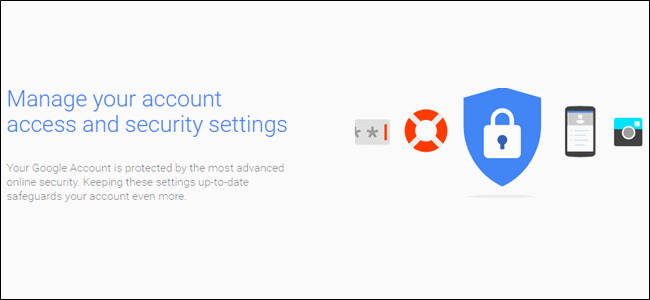 Manage your account
access and security settings
Your Google Account is protected by the most advanced
online security. Keeping these settings up-to-date
safeguards your account even more.
**